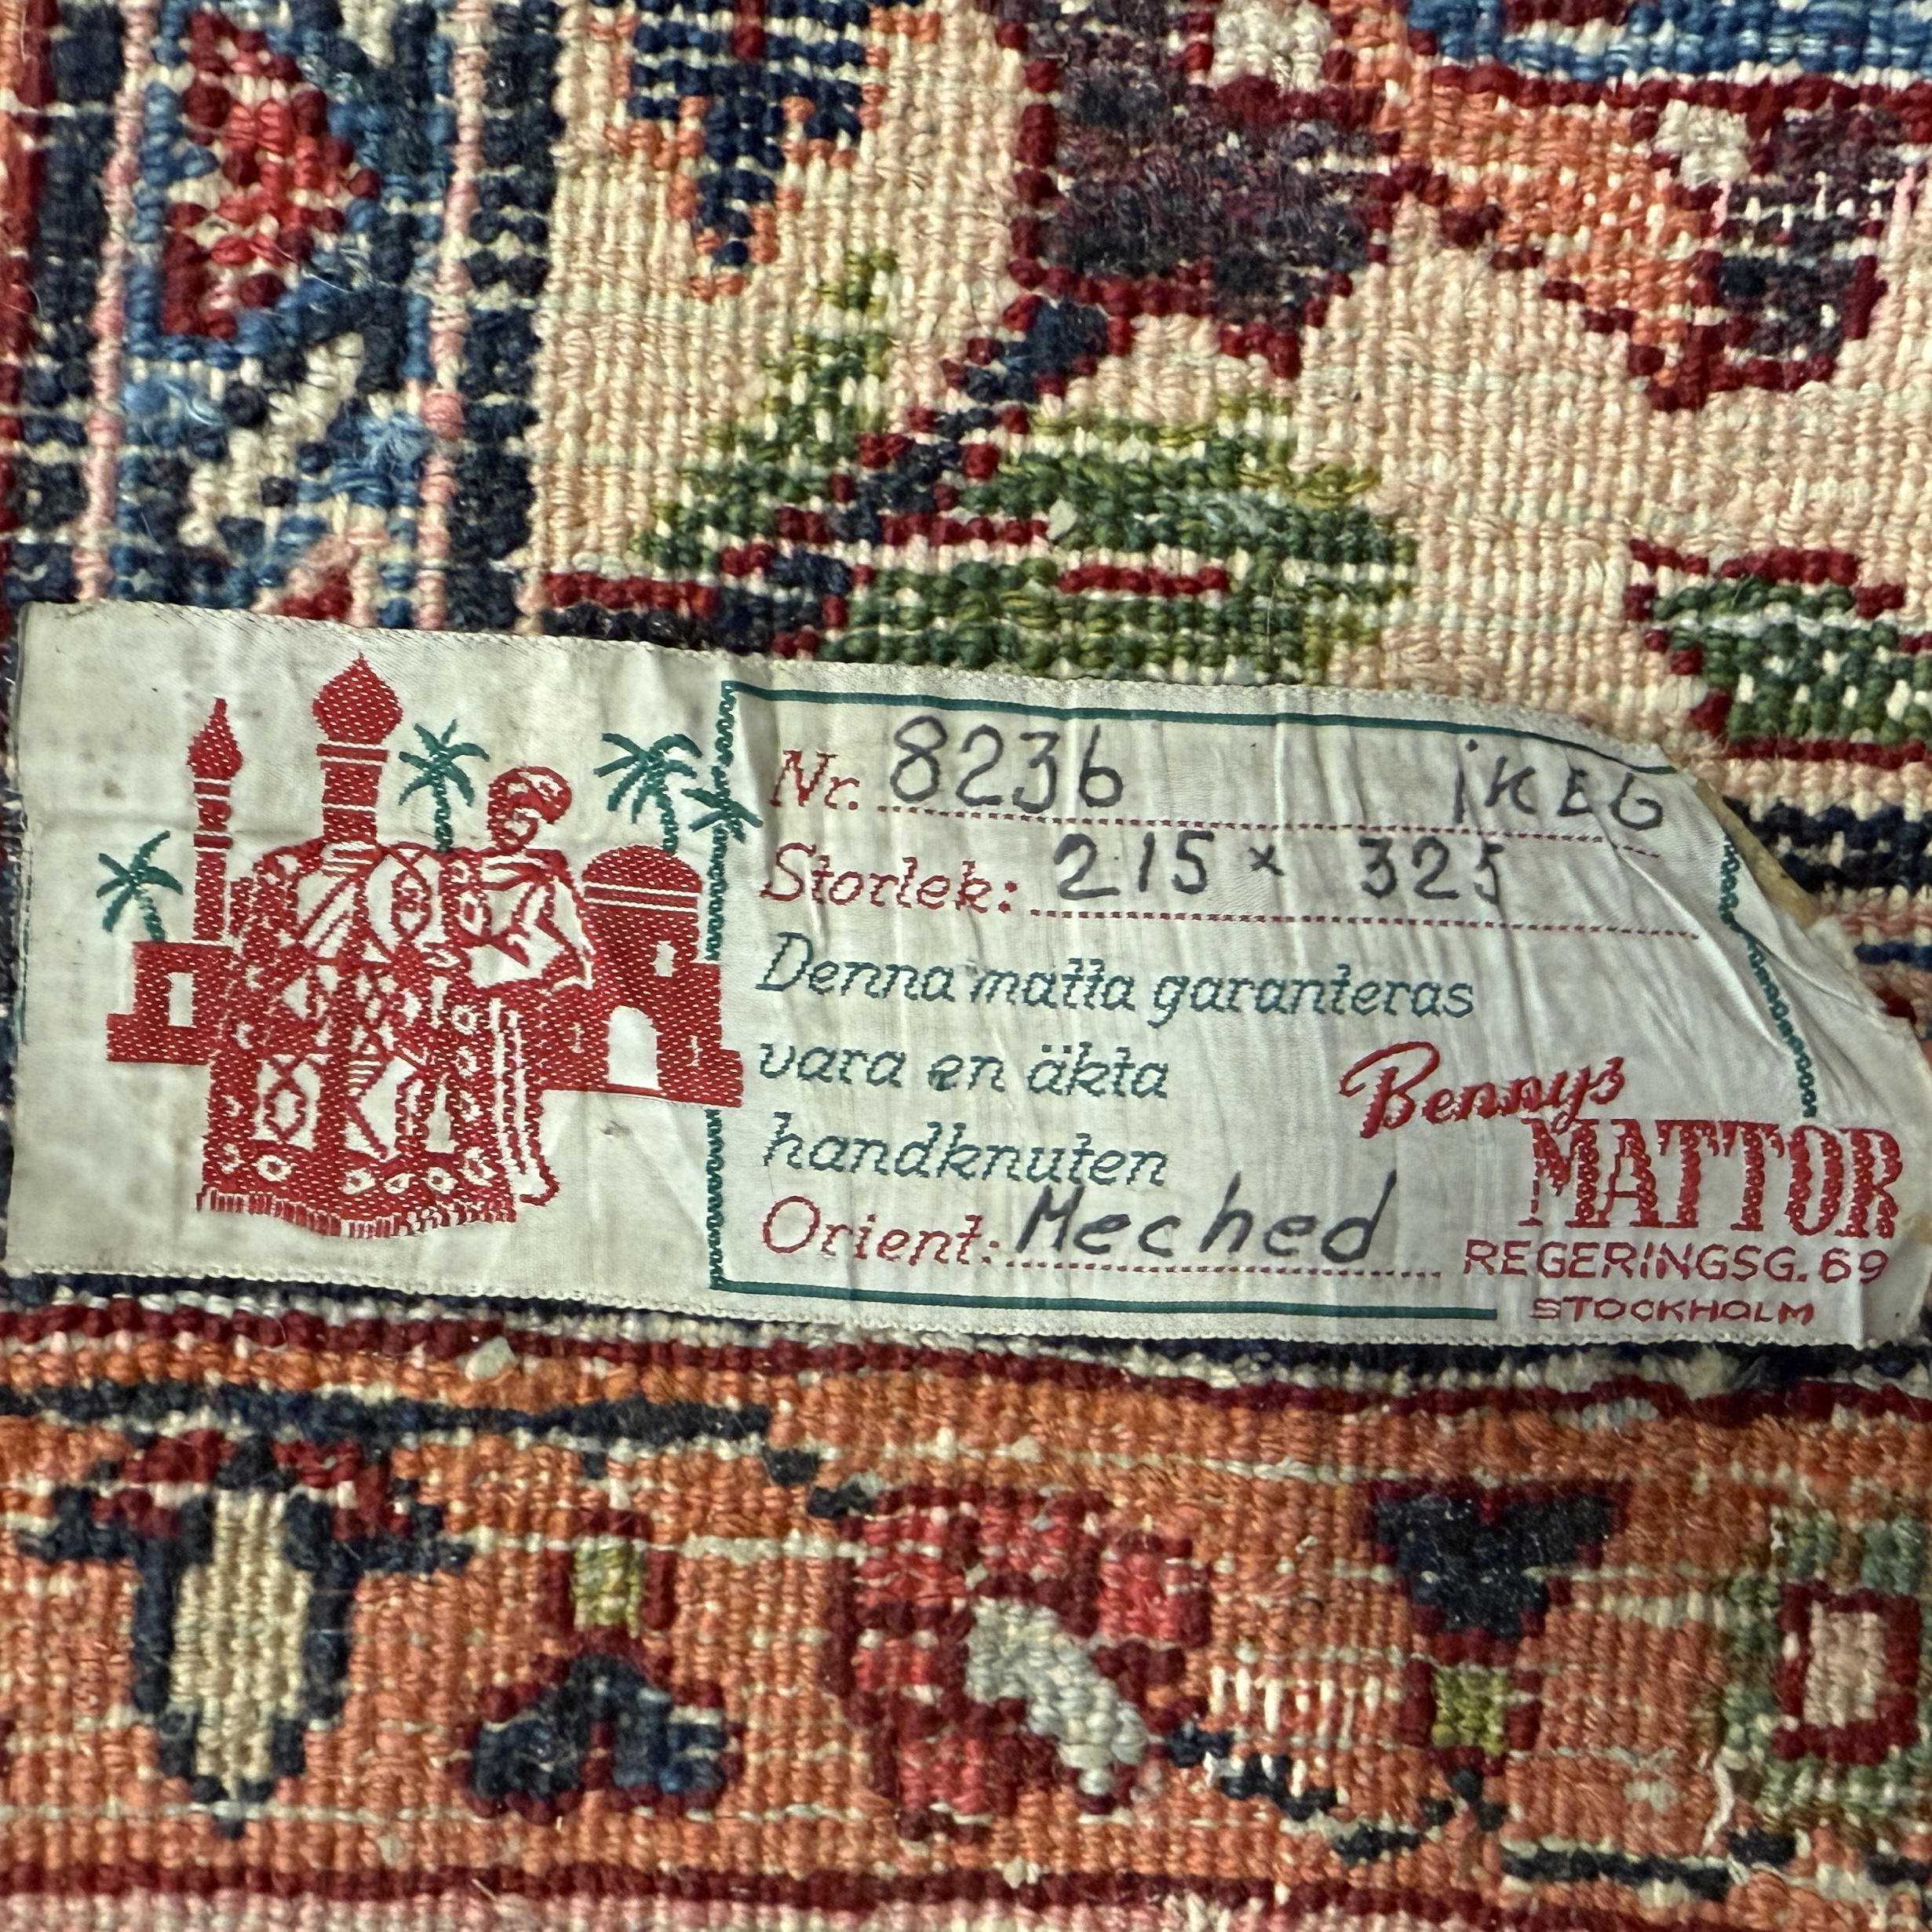 Nr. 8236 iKEG
Storlek: 215 x 325
Denna matta garanteras
vara en äkta
handknuten
Orient: Meched
Bennys
MATTOR
REGERINGSG. 69
STOCKHOLM